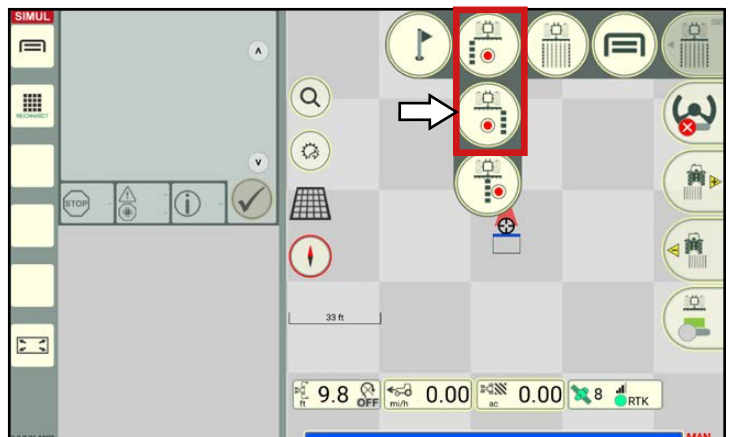 SIMUL
REICHHARDT
STOP - - - -
33 ft
ft 9.8 OFF
mi/h 0.00
ac 0.00
8 RTK
MAN